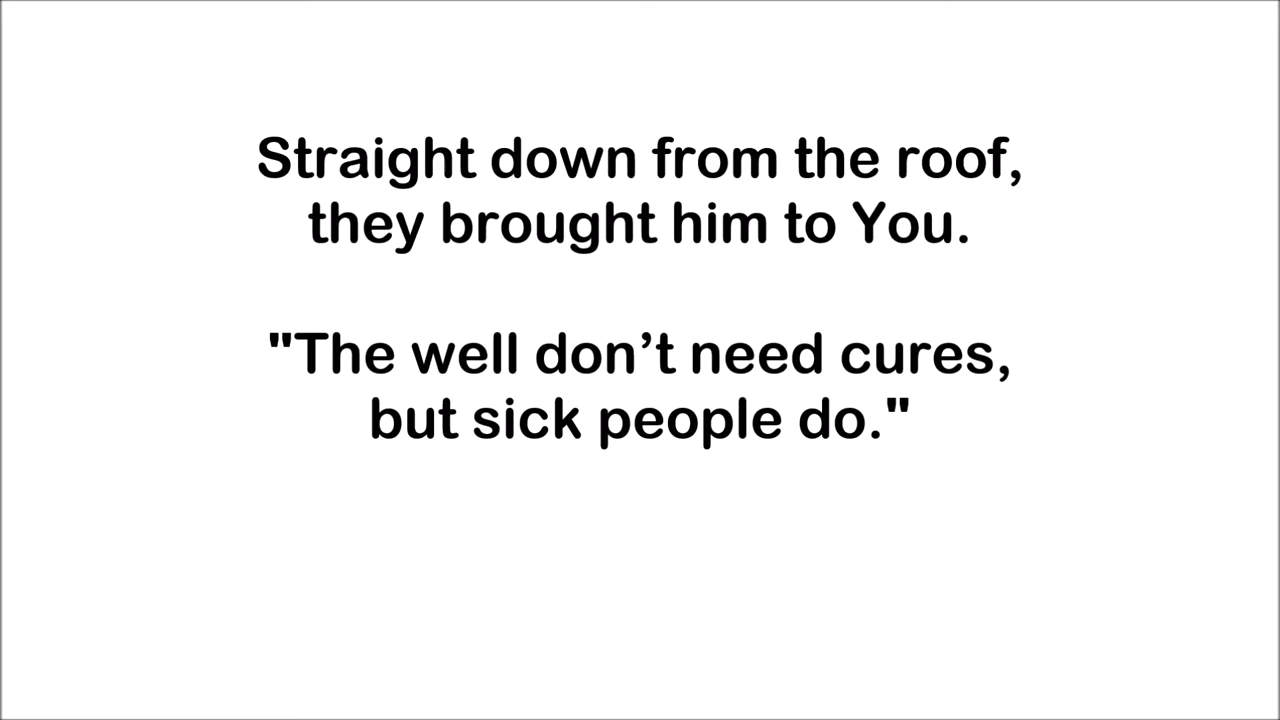 Straight down from the roof,
they brought him to You.
"The well don’t need cures,
but sick people do."